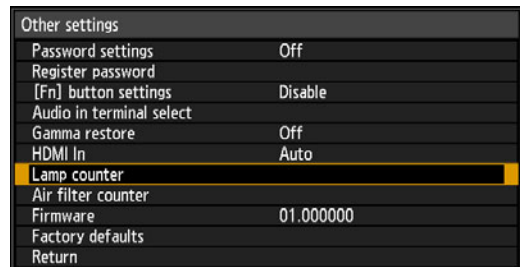 Other settings
Password settings Off
Register password
[Fn] button settings Disable
Audio in terminal select
Gamma restore Off
HDMI In Auto
Lamp counter
Air filter counter
Firmware 01.000000
Factory defaults
Return